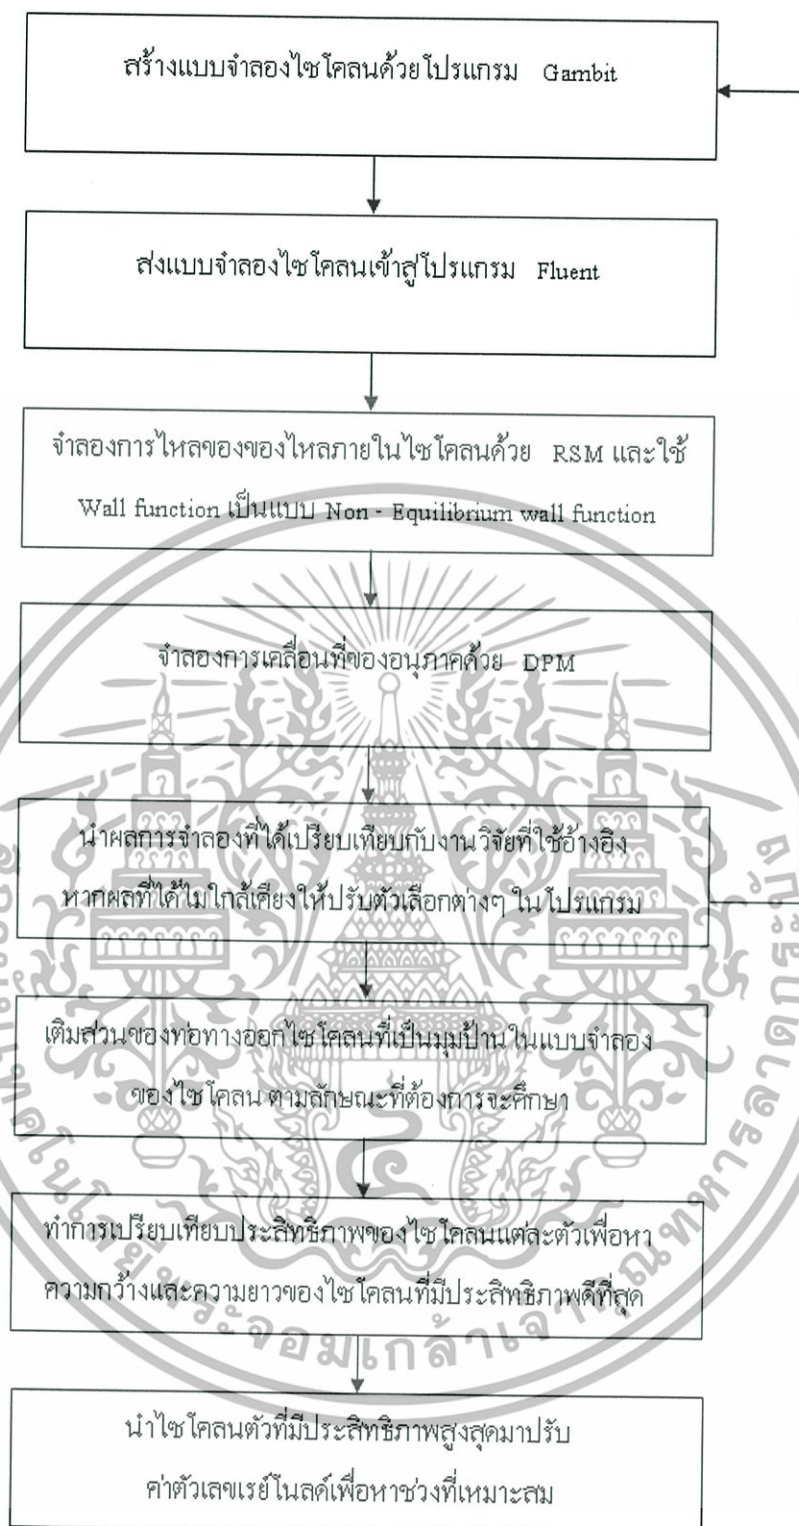 สร้างแบบจำลองไซโคลนด้วยโปรแกรม Gambit
ส่งแบบจำลองไซโคลนเข้าสู่โปรแกรม Fluent
จำลองการไหลของของไหลภายในไซโคลนด้วย RSM และใช้
Wall function เป็นแบบ Non - Equilibrium wall function
จำลองการเคลื่อนที่ของอนุภาคด้วย DPM
นำผลการจำลองที่ได้เปรียบเทียบกับงานวิจัยที่ใช้อ้างอิง
หากผลที่ได้ไม่ใกล้เคียงให้ปรับตัวเลือกต่างๆ ในโปรแกรม
เติมส่วนของท่อทางออกไซโคลนที่เป็นมุมป้านในแบบจำลอง
ของไซโคลน ตามลักษณะที่ต้องการจะศึกษา
ทำการเปรียบเทียบประสิทธิภาพของไซโคลนแต่ละตัวเพื่อหา
ความกว้างและความยาวของไซโคลนที่มีประสิทธิภาพดีที่สุด
นำไซโคลนตัวที่มีประสิทธิภาพสูงสุดมาปรับ
ค่าตัวเลขเรย์โนลด์เพื่อหาช่วงที่เหมาะสม